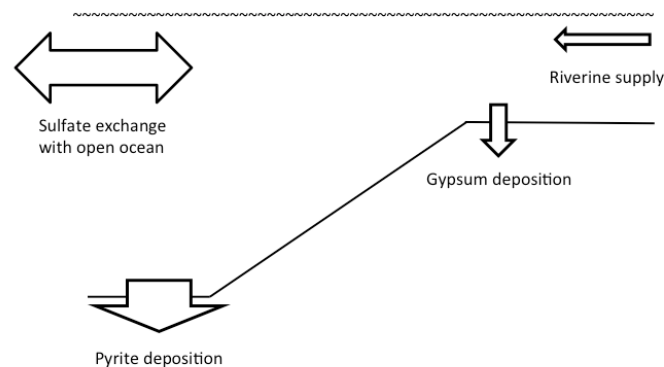 Riverine supply
Sulfate exchange
with open ocean
Gypsum deposition
Pyrite deposition